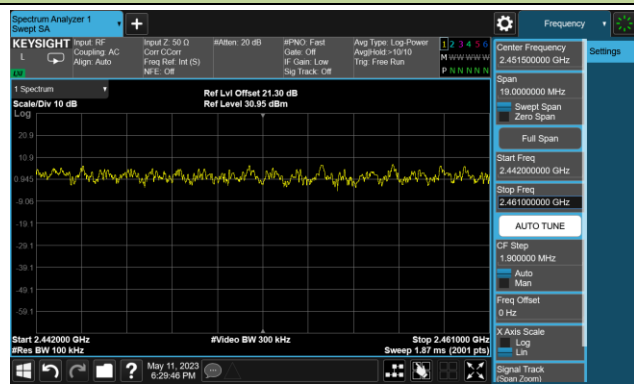 Spectrum Analyzer 1
Swept SA
Frequency
KEYSIGHT
L
Input: RF
Coupling: AC
Align: Auto
Input Z: 50 Ω
Corr CCorr
Freq Ref: Int (S)
NFE: Off
#Atten: 20 dB
#PNO: Fast
Gate: Off
IF Gain: Low
Sig Track: Off
Avg Type: Log-Power
Avg|Hold:>10/10
Trig: Free Run
1 2 3 4 5 6
M W W W W W
P N N N N N
Settings
Center Frequency
2.451500000 GHz
Span
19.0000000 MHz
Swept Span
Zero Span
Full Span
Start Freq
2.442000000 GHz
Stop Freq
2.461000000 GHz
AUTO TUNE
CF Step
1.900000 MHz
Auto
Man
Freq Offset
0 Hz
X Axis Scale
Log
Lin
Signal Track
(Span Zoom)
1 Spectrum
Scale/Div 10 dB
Log
Ref Lvl Offset 21.30 dB
Ref Level 30.95 dBm
20.9
10.9
0.945
-9.06
-19.1
-29.1
-39.1
-49.1
-59.1
Start 2.442000 GHz
#Res BW 100 kHz
#Video BW 300 kHz
Stop 2.461000 GHz
Sweep 1.87 ms (2001 pts)
?
May 11, 2023
6:29:46 PM